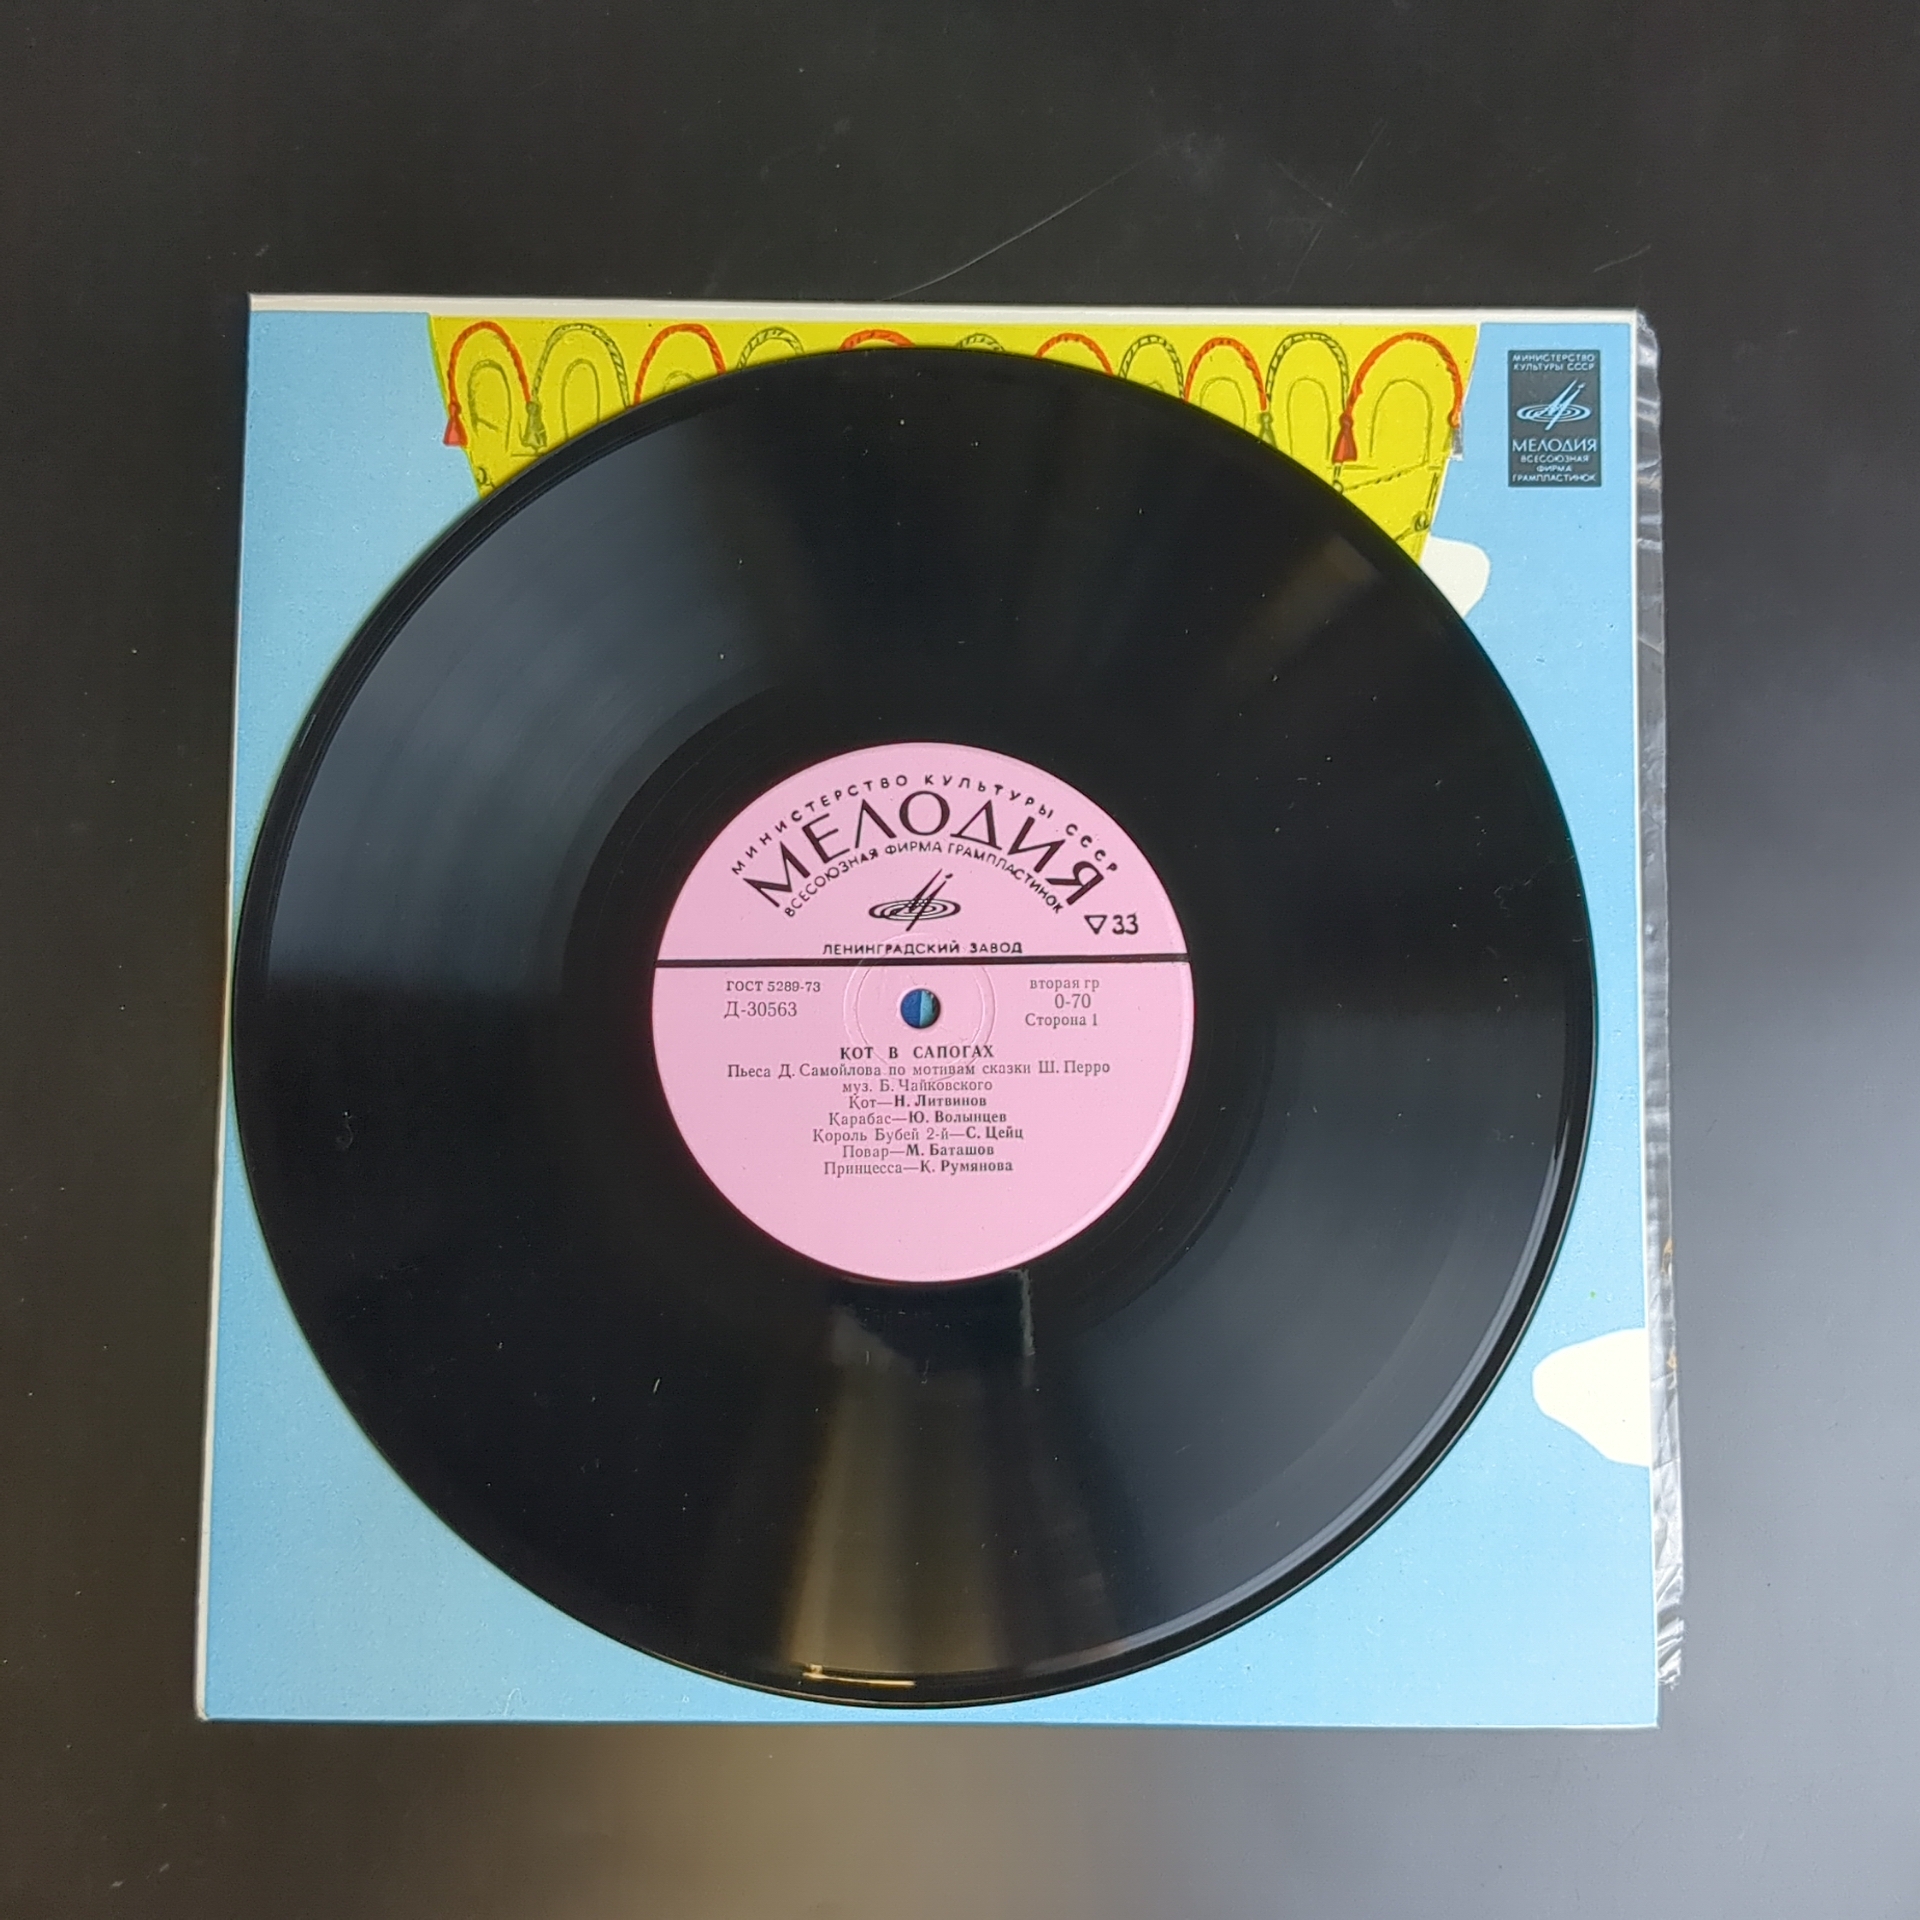 МИНИСТЕРСТВО
КУЛЬТУРЫ СССР
МЕЛОДИЯ
ВСЕСОЮЗНАЯ
ФИРМА
ГРАМПЛАСТИНОК
МИНИСТЕРСТВО КУЛЬТУРЫ СССР
МЕЛОДИЯ
ВСЕСОЮЗНАЯ ФИРМА ГРАМПЛАСТИНОК
33
ЛЕНИНГРАДСКИЙ ЗАВОД
ГОСТ 5289-73
Д-30563
вторая гр
0-70
Сторона 1
КОТ В САПОГАХ
Пьеса Д. Самойлова по мотивам сказки Ш. Перро
муз. Б. Чайковского
Кот—Н. Литвинов
Карабас—Ю. Волынцев
Король Бубей 2-й—С. Цейц
Повар—М. Баташов
Принцесса—К. Румянова